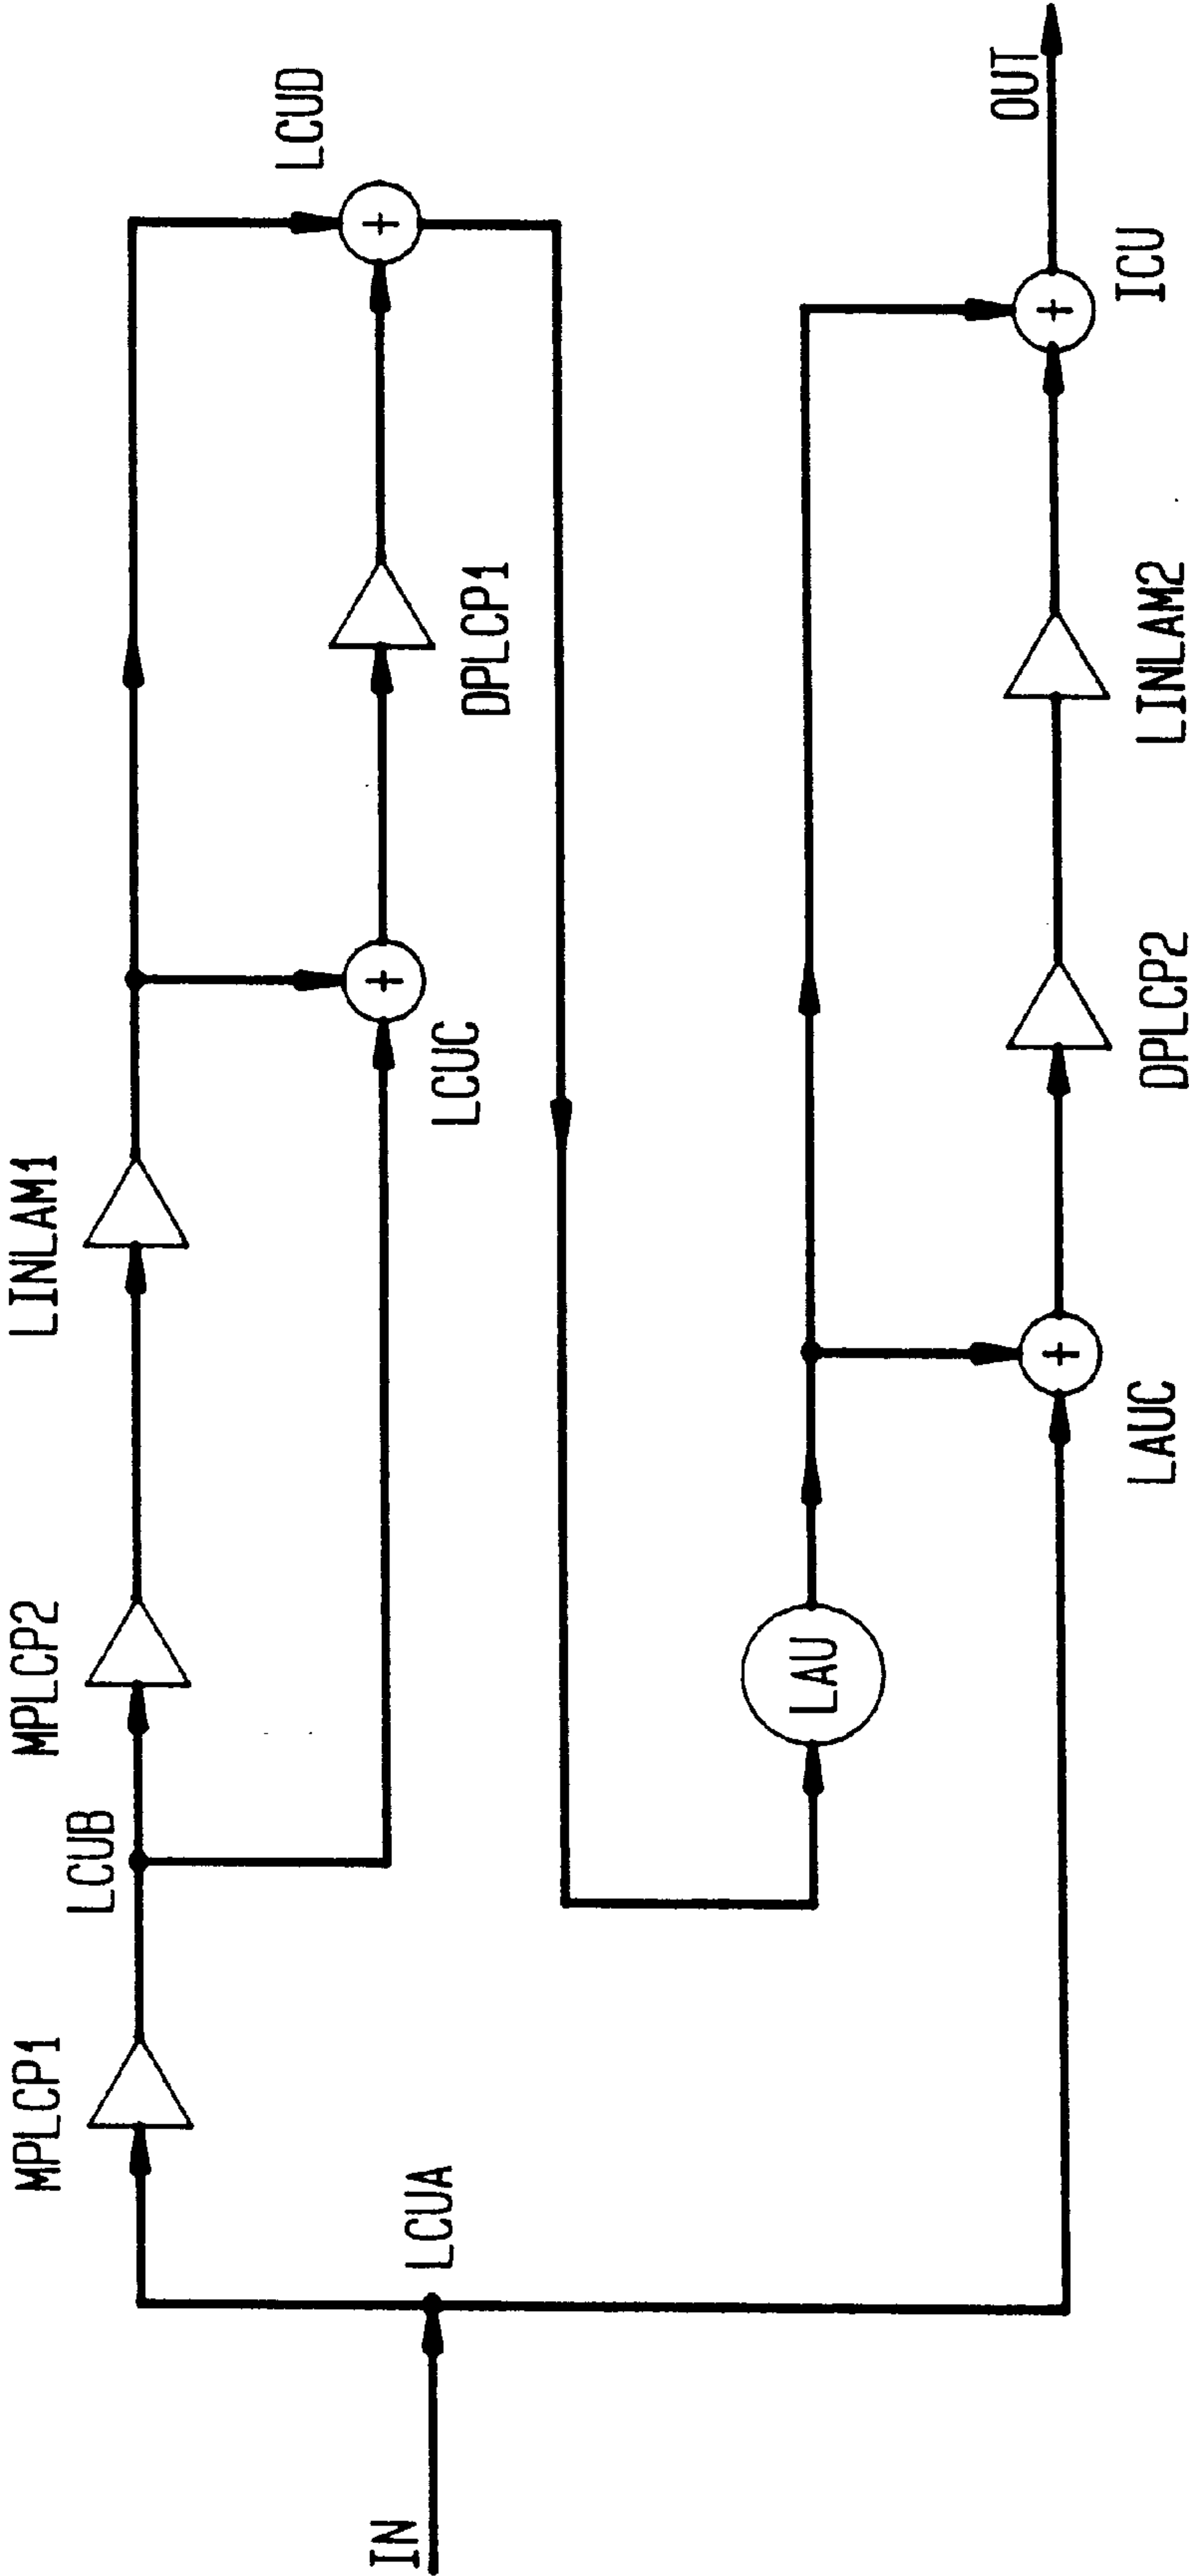 IN
LCUA
MPLCP1
LCUB
MPLCP2
LINLAM1
LCUC
+
DPLCP1
LCUD
+
LAU
LAUC
+
DPLCP2
LINLAM2
ICU
+
OUT